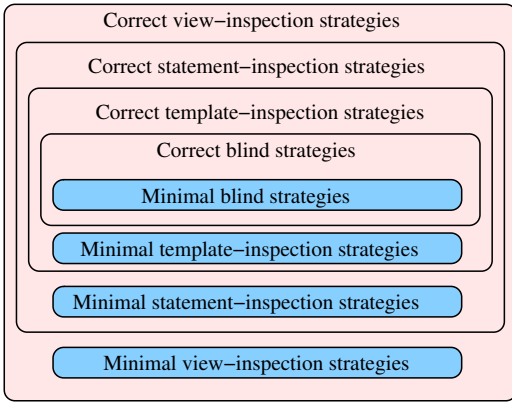 Correct view−inspection strategies
Correct statement−inspection strategies
Correct template−inspection strategies
Correct blind strategies
Minimal blind strategies
Minimal template−inspection strategies
Minimal statement−inspection strategies
Minimal view−inspection strategies